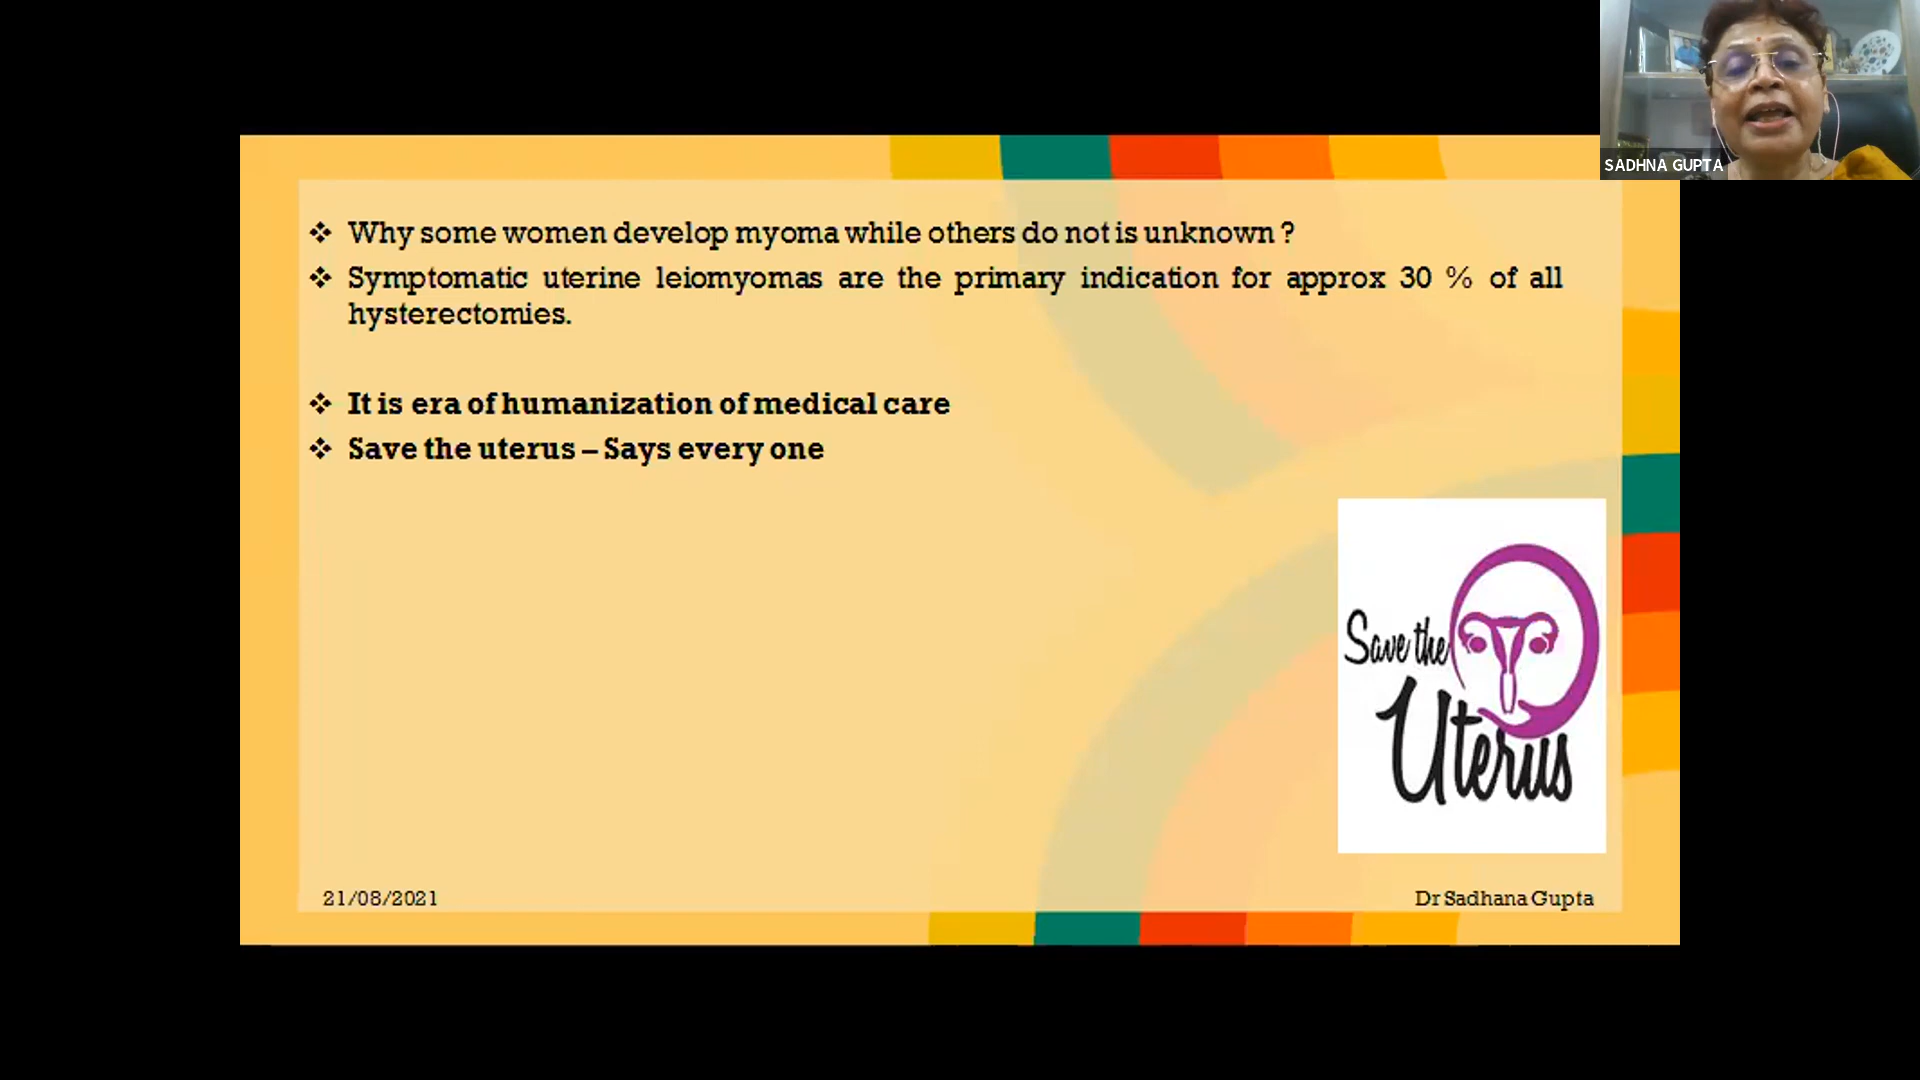 SADHNA GUPTA
❖ Why some women develop myoma while others do not is unknown ?
❖ Symptomatic uterine leiomyomas are the primary indication for approx 30 % of all
hysterectomies.
❖ It is era of humanization of medical care
❖ Save the uterus – Says every one
Save the
Uterus
21/08/2021
Dr Sadhana Gupta